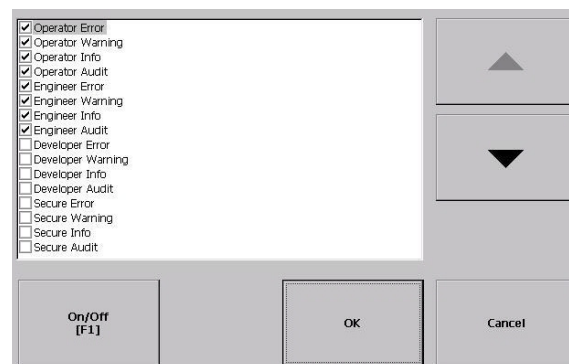 Operator Error
Operator Warning
Operator Info
Operator Audit
Engineer Error
Engineer Warning
Engineer Info
Engineer Audit
Developer Error
Developer Warning
Developer Info
Developer Audit
Secure Error
Secure Warning
Secure Info
Secure Audit
On/Off
[F1]
OK
Cancel